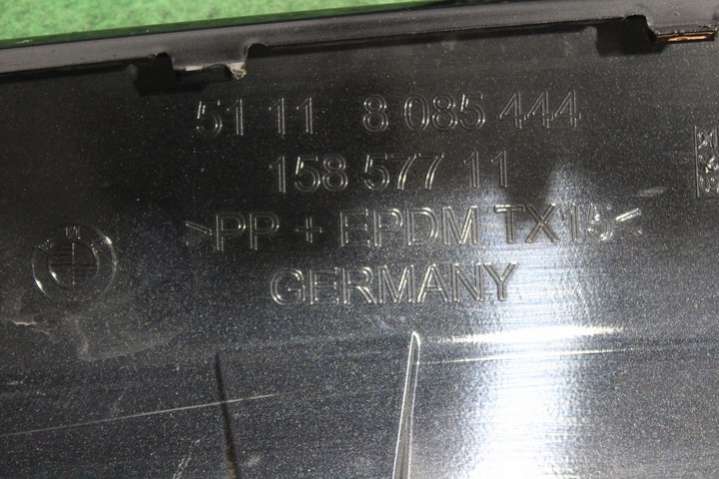 51 11 8 085 444
158 577 11
>PP + EPDM TX15<
GERMANY